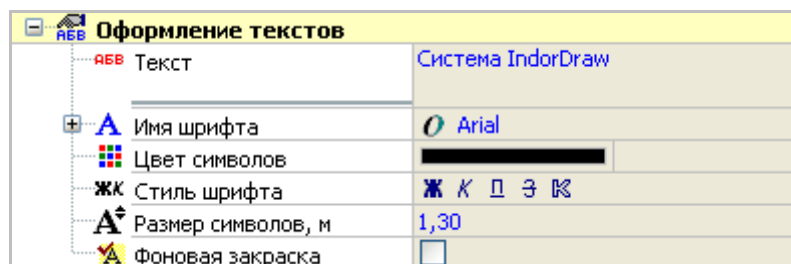 АБВ Оформление текстов
АБВ Текст Система IndorDraw
A Имя шрифта O Arial
Цвет символов
ЖК Стиль шрифта Ж К П З К
A Размер символов, м 1,30
A Фоновая закраска